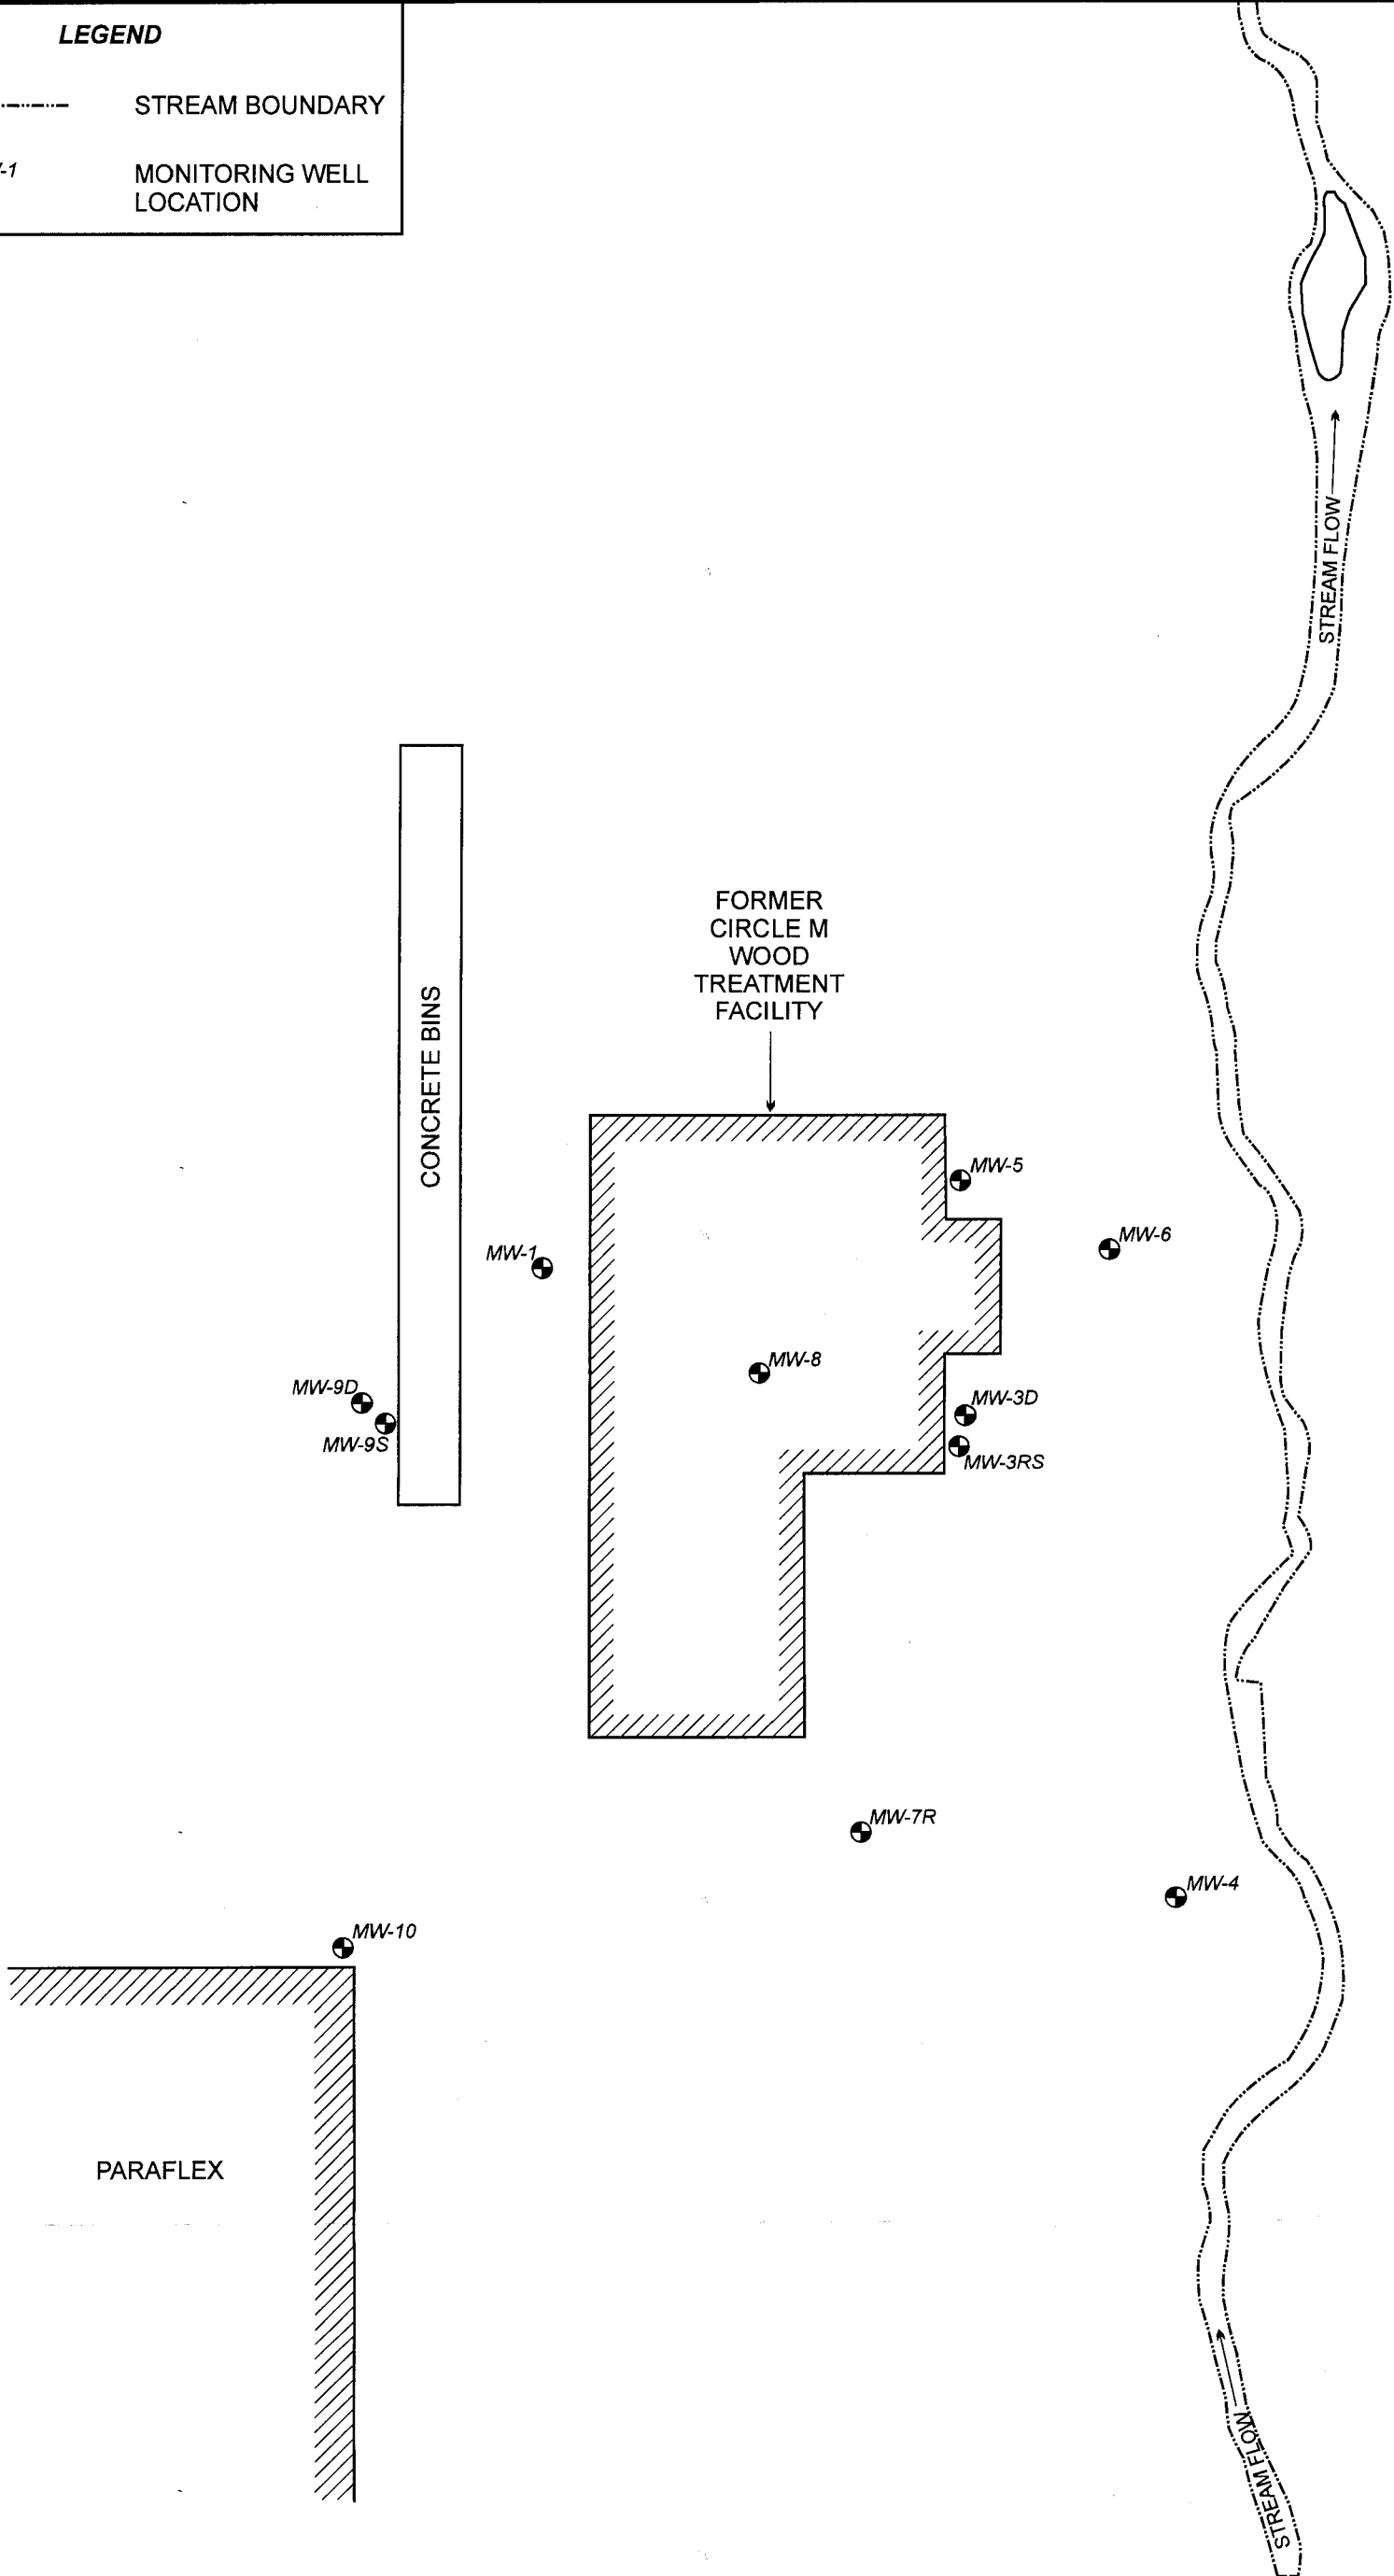 LEGEND
STREAM BOUNDARY
-1
MONITORING WELL
LOCATION
STREAM FLOW
FORMER
CIRCLE M
WOOD
TREATMENT
FACILITY
CONCRETE BINS
MW-5
MW-6
MW-1
MW-8
MW-9D
MW-9S
MW-3D
MW-3RS
MW-7R
MW-4
MW-10
PARAFLEX
STREAM FLOW